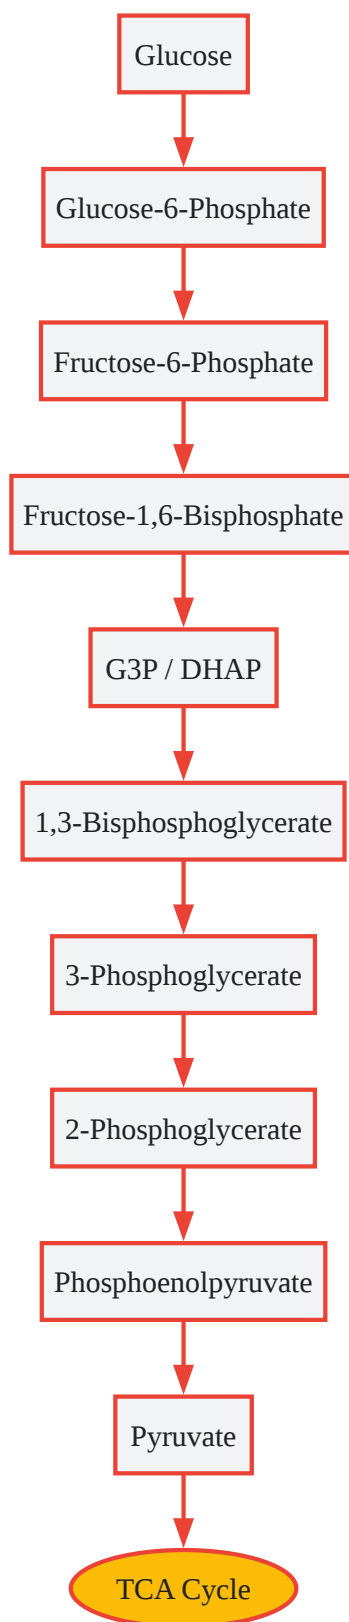 Glucose
Glucose-6-Phosphate
Fructose-6-Phosphate
Fructose-1,6-Bisphosphate
G3P / DHAP
1,3-Bisphosphoglycerate
3-Phosphoglycerate
2-Phosphoglycerate
Phosphoenolpyruvate
Pyruvate
TCA Cycle